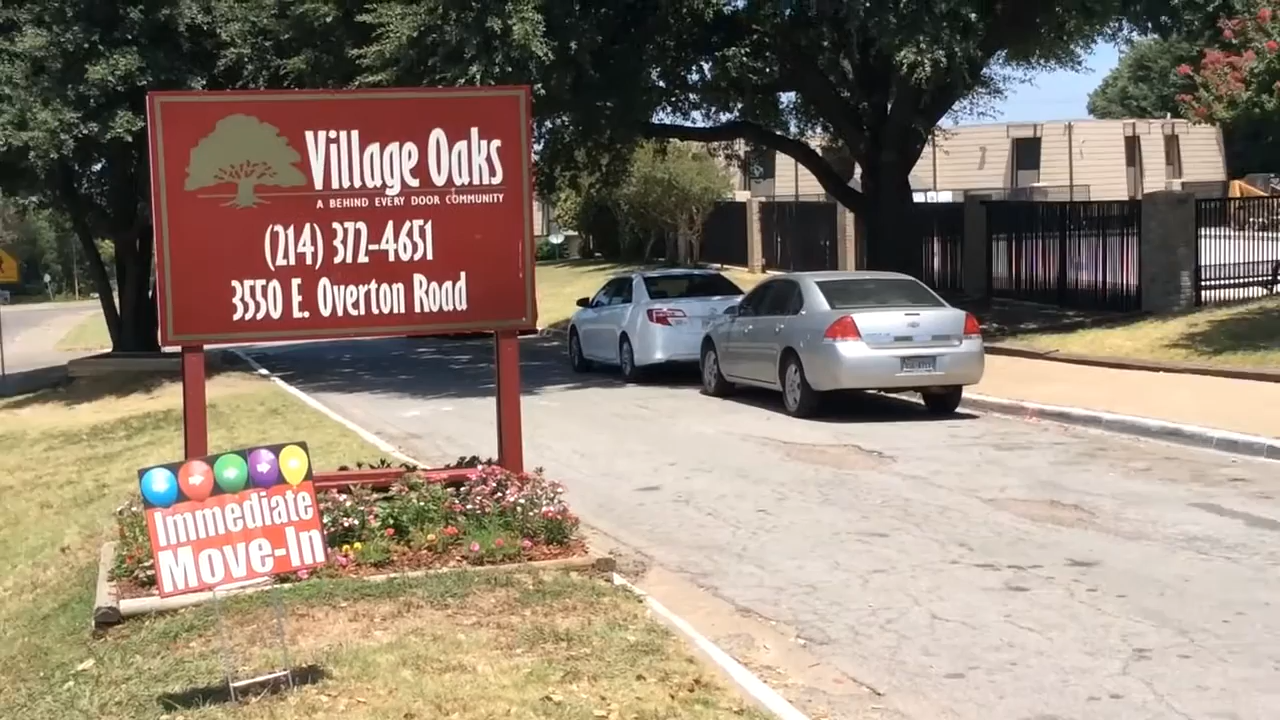 Village Oaks
A BEHIND EVERY DOOR COMMUNITY
(214) 372-4651
3550 E. Overton Road
Immediate
Move-In